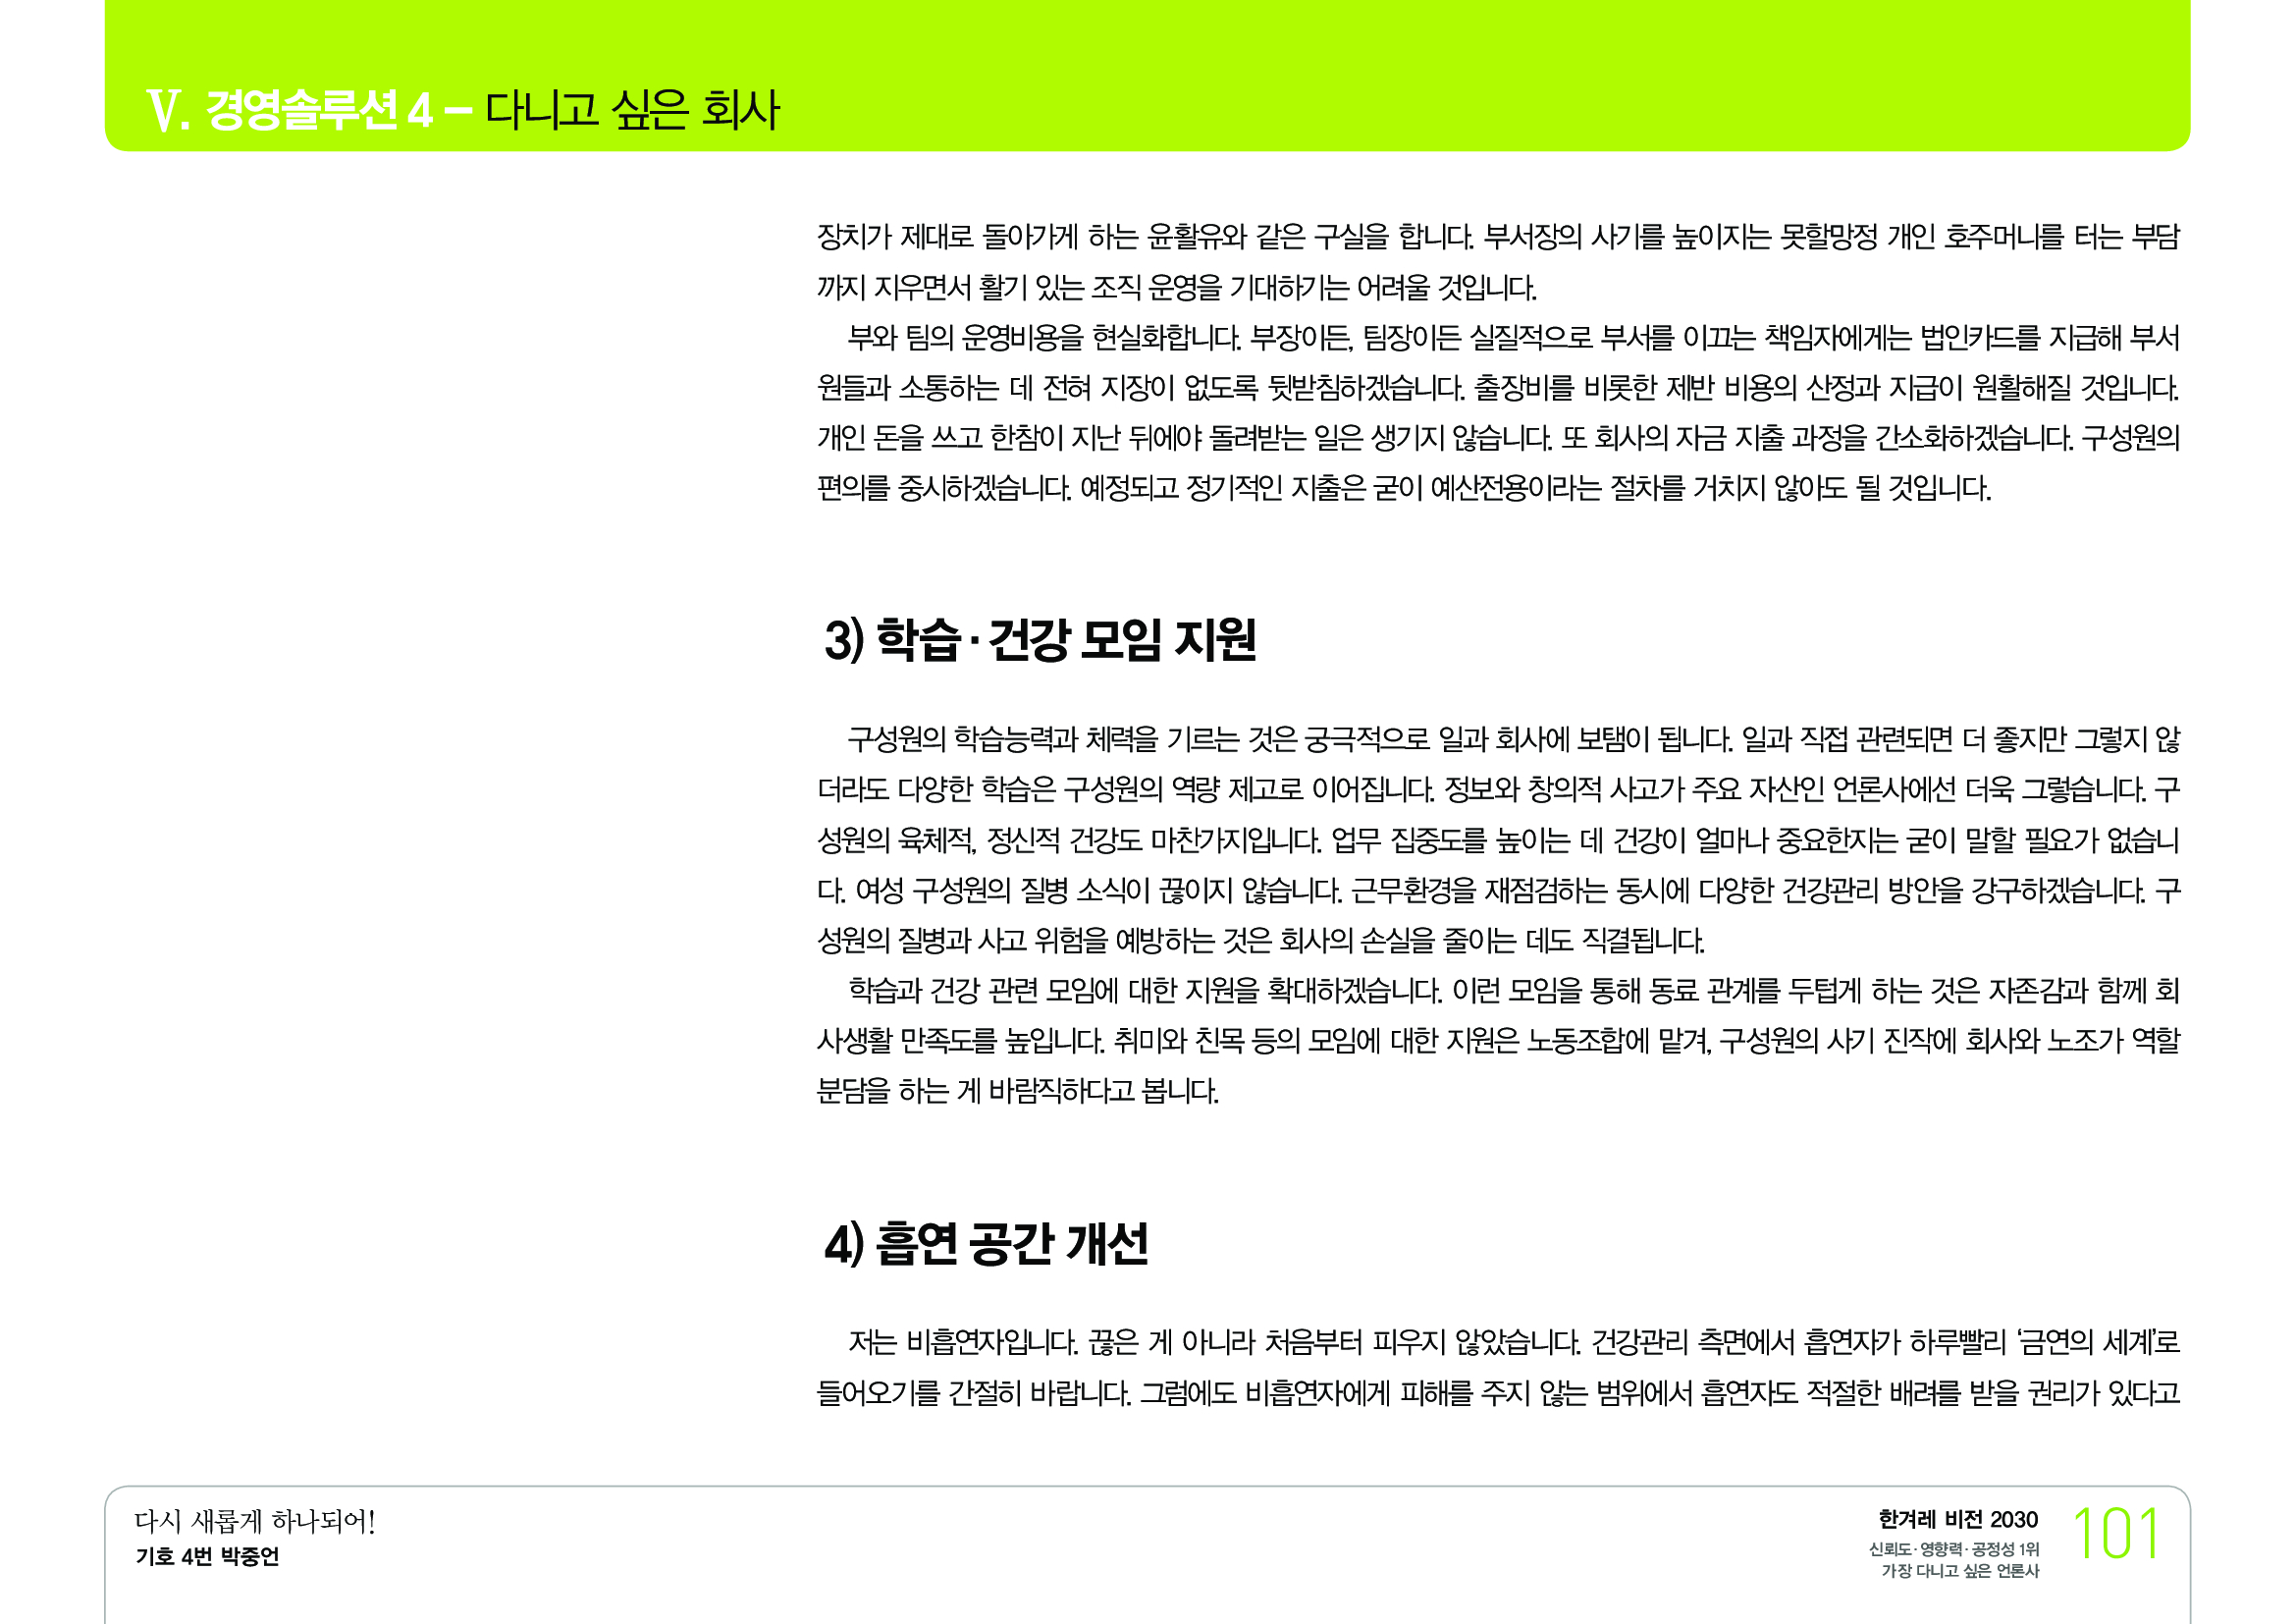 V. 경영솔루션 4 – 다니고 싶은 회사
장치가 제대로 돌아가게 하는 윤활유와 같은 구실을 합니다. 부서장의 사기를 높이지는 못할망정 개인 호주머니를 터는 부담
까지 지우면서 활기 있는 조직 운영을 기대하기는 어려울 것입니다.
부와 팀의 운영비용을 현실화합니다. 부장이든, 팀장이든 실질적으로 부서를 이끄는 책임자에게는 법인카드를 지급해 부서
원들과 소통하는 데 전혀 지장이 없도록 뒷받침하겠습니다. 출장비를 비롯한 제반 비용의 산정과 지급이 원활해질 것입니다.
개인 돈을 쓰고 한참이 지난 뒤에야 돌려받는 일은 생기지 않습니다. 또 회사의 자금 지출 과정을 간소화하겠습니다. 구성원의
편의를 중시하겠습니다. 예정되고 정기적인 지출은 굳이 예산전용이라는 절차를 거치지 않아도 될 것입니다.
3) 학습·건강 모임 지원
구성원의 학습능력과 체력을 기르는 것은 궁극적으로 일과 회사에 보탬이 됩니다. 일과 직접 관련되면 더 좋지만 그렇지 않
더라도 다양한 학습은 구성원의 역량 제고로 이어집니다. 정보와 창의적 사고가 주요 자산인 언론사에선 더욱 그렇습니다. 구
성원의 육체적, 정신적 건강도 마찬가지입니다. 업무 집중도를 높이는 데 건강이 얼마나 중요한지는 굳이 말할 필요가 없습니
다. 여성 구성원의 질병 소식이 끊이지 않습니다. 근무환경을 재점검하는 동시에 다양한 건강관리 방안을 강구하겠습니다. 구
성원의 질병과 사고 위험을 예방하는 것은 회사의 손실을 줄이는 데도 직결됩니다.
학습과 건강 관련 모임에 대한 지원을 확대하겠습니다. 이런 모임을 통해 동료 관계를 두텁게 하는 것은 자존감과 함께 회
사생활 만족도를 높입니다. 취미와 친목 등의 모임에 대한 지원은 노동조합에 맡겨, 구성원의 사기 진작에 회사와 노조가 역할
분담을 하는 게 바람직하다고 봅니다.
4) 흡연 공간 개선
저는 비흡연자입니다. 끊은 게 아니라 처음부터 피우지 않았습니다. 건강관리 측면에서 흡연자가 하루빨리 ‘금연의 세계’로
들어오기를 간절히 바랍니다. 그럼에도 비흡연자에게 피해를 주지 않는 범위에서 흡연자도 적절한 배려를 받을 권리가 있다고
다시 새롭게 하나되어!
기호 4번 박중언
한겨레 비전 2030
신뢰도·영향력·공정성 1위
가장 다니고 싶은 언론사
101